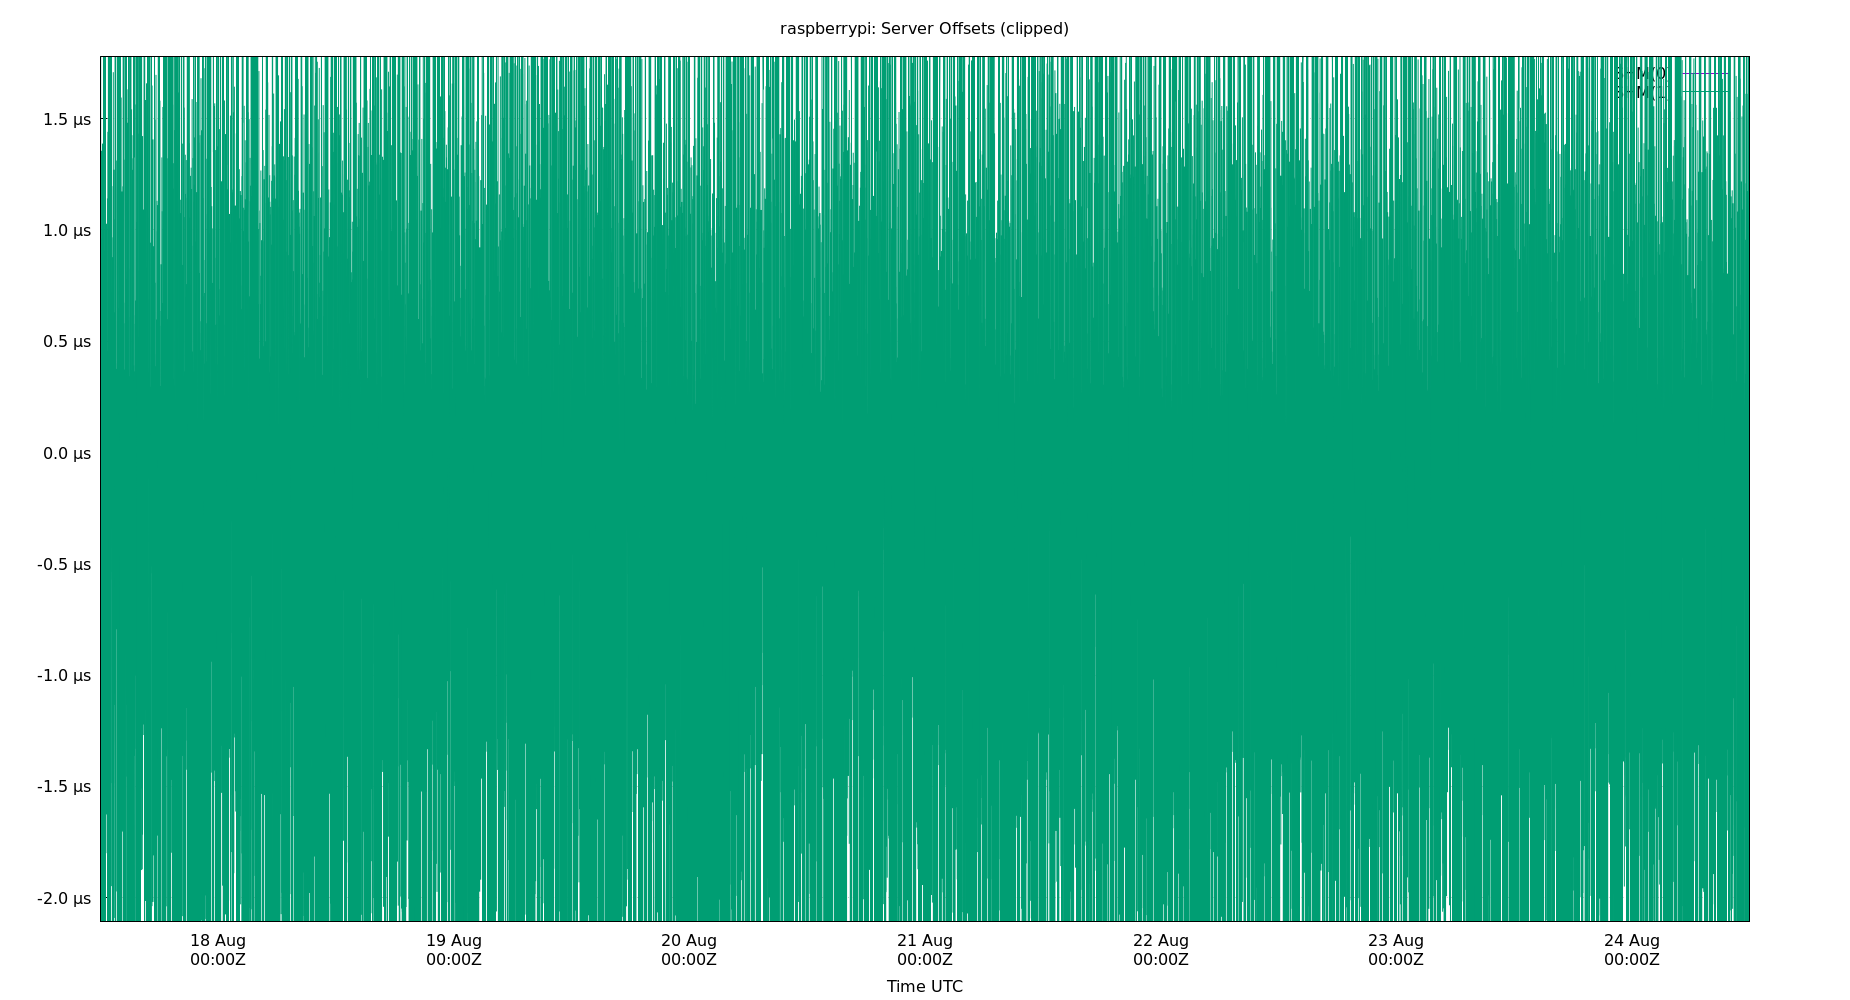 raspberrypi: Server Offsets (clipped)
1.5 µs
1.0 µs
0.5 µs
0.0 µs
-0.5 µs
-1.0 µs
-1.5 µs
-2.0 µs
18 Aug 19 Aug 20 Aug 21 Aug 22 Aug 23 Aug 24 Aug
00:00Z 00:00Z 00:00Z 00:00Z 00:00Z 00:00Z 00:00Z
Time UTC